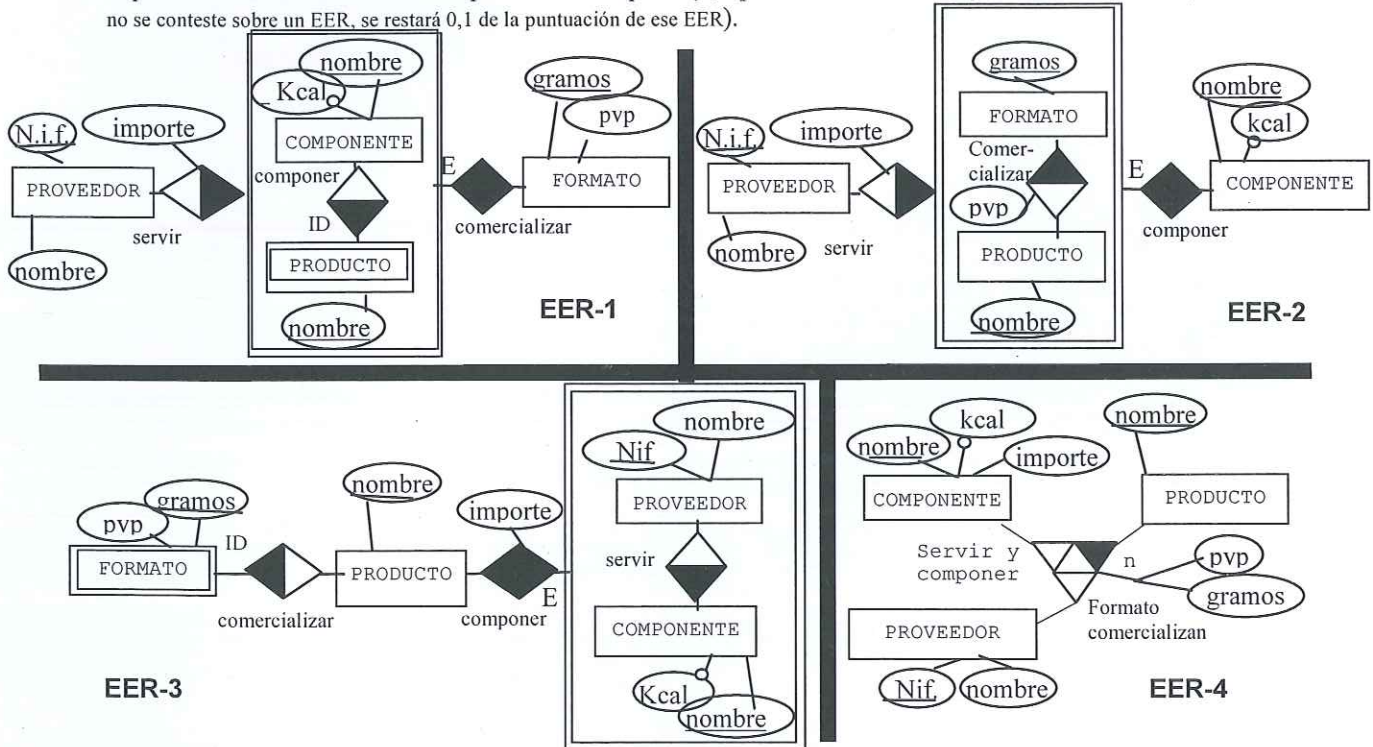 no se conteste sobre un EER, se restará 0,1 de la puntuación de ese EER).
nombre
Kcal
N.i.f.
importe
COMPONENTE
PROVEEDOR
componer
servir
ID
nombre
PRODUCTO
nombre
E
gramos
pvp
FORMATO
comercializar
EER-1
gramos
FORMATO
N.i.f.
importe
Comer-
cializar
PROVEEDOR
pvp
nombre
servir
PRODUCTO
nombre
E
nombre
kcal
COMPONENTE
componer
EER-2
pvp
gramos
ID
FORMATO
comercializar
nombre
PRODUCTO
importe
componer
E
Nif
nombre
PROVEEDOR
servir
COMPONENTE
Kcal
nombre
EER-3
kcal
nombre
importe
COMPONENTE
nombre
PRODUCTO
Servir y
componer
n
pvp
gramos
Formato
comercializan
PROVEEDOR
Nif.
nombre
EER-4